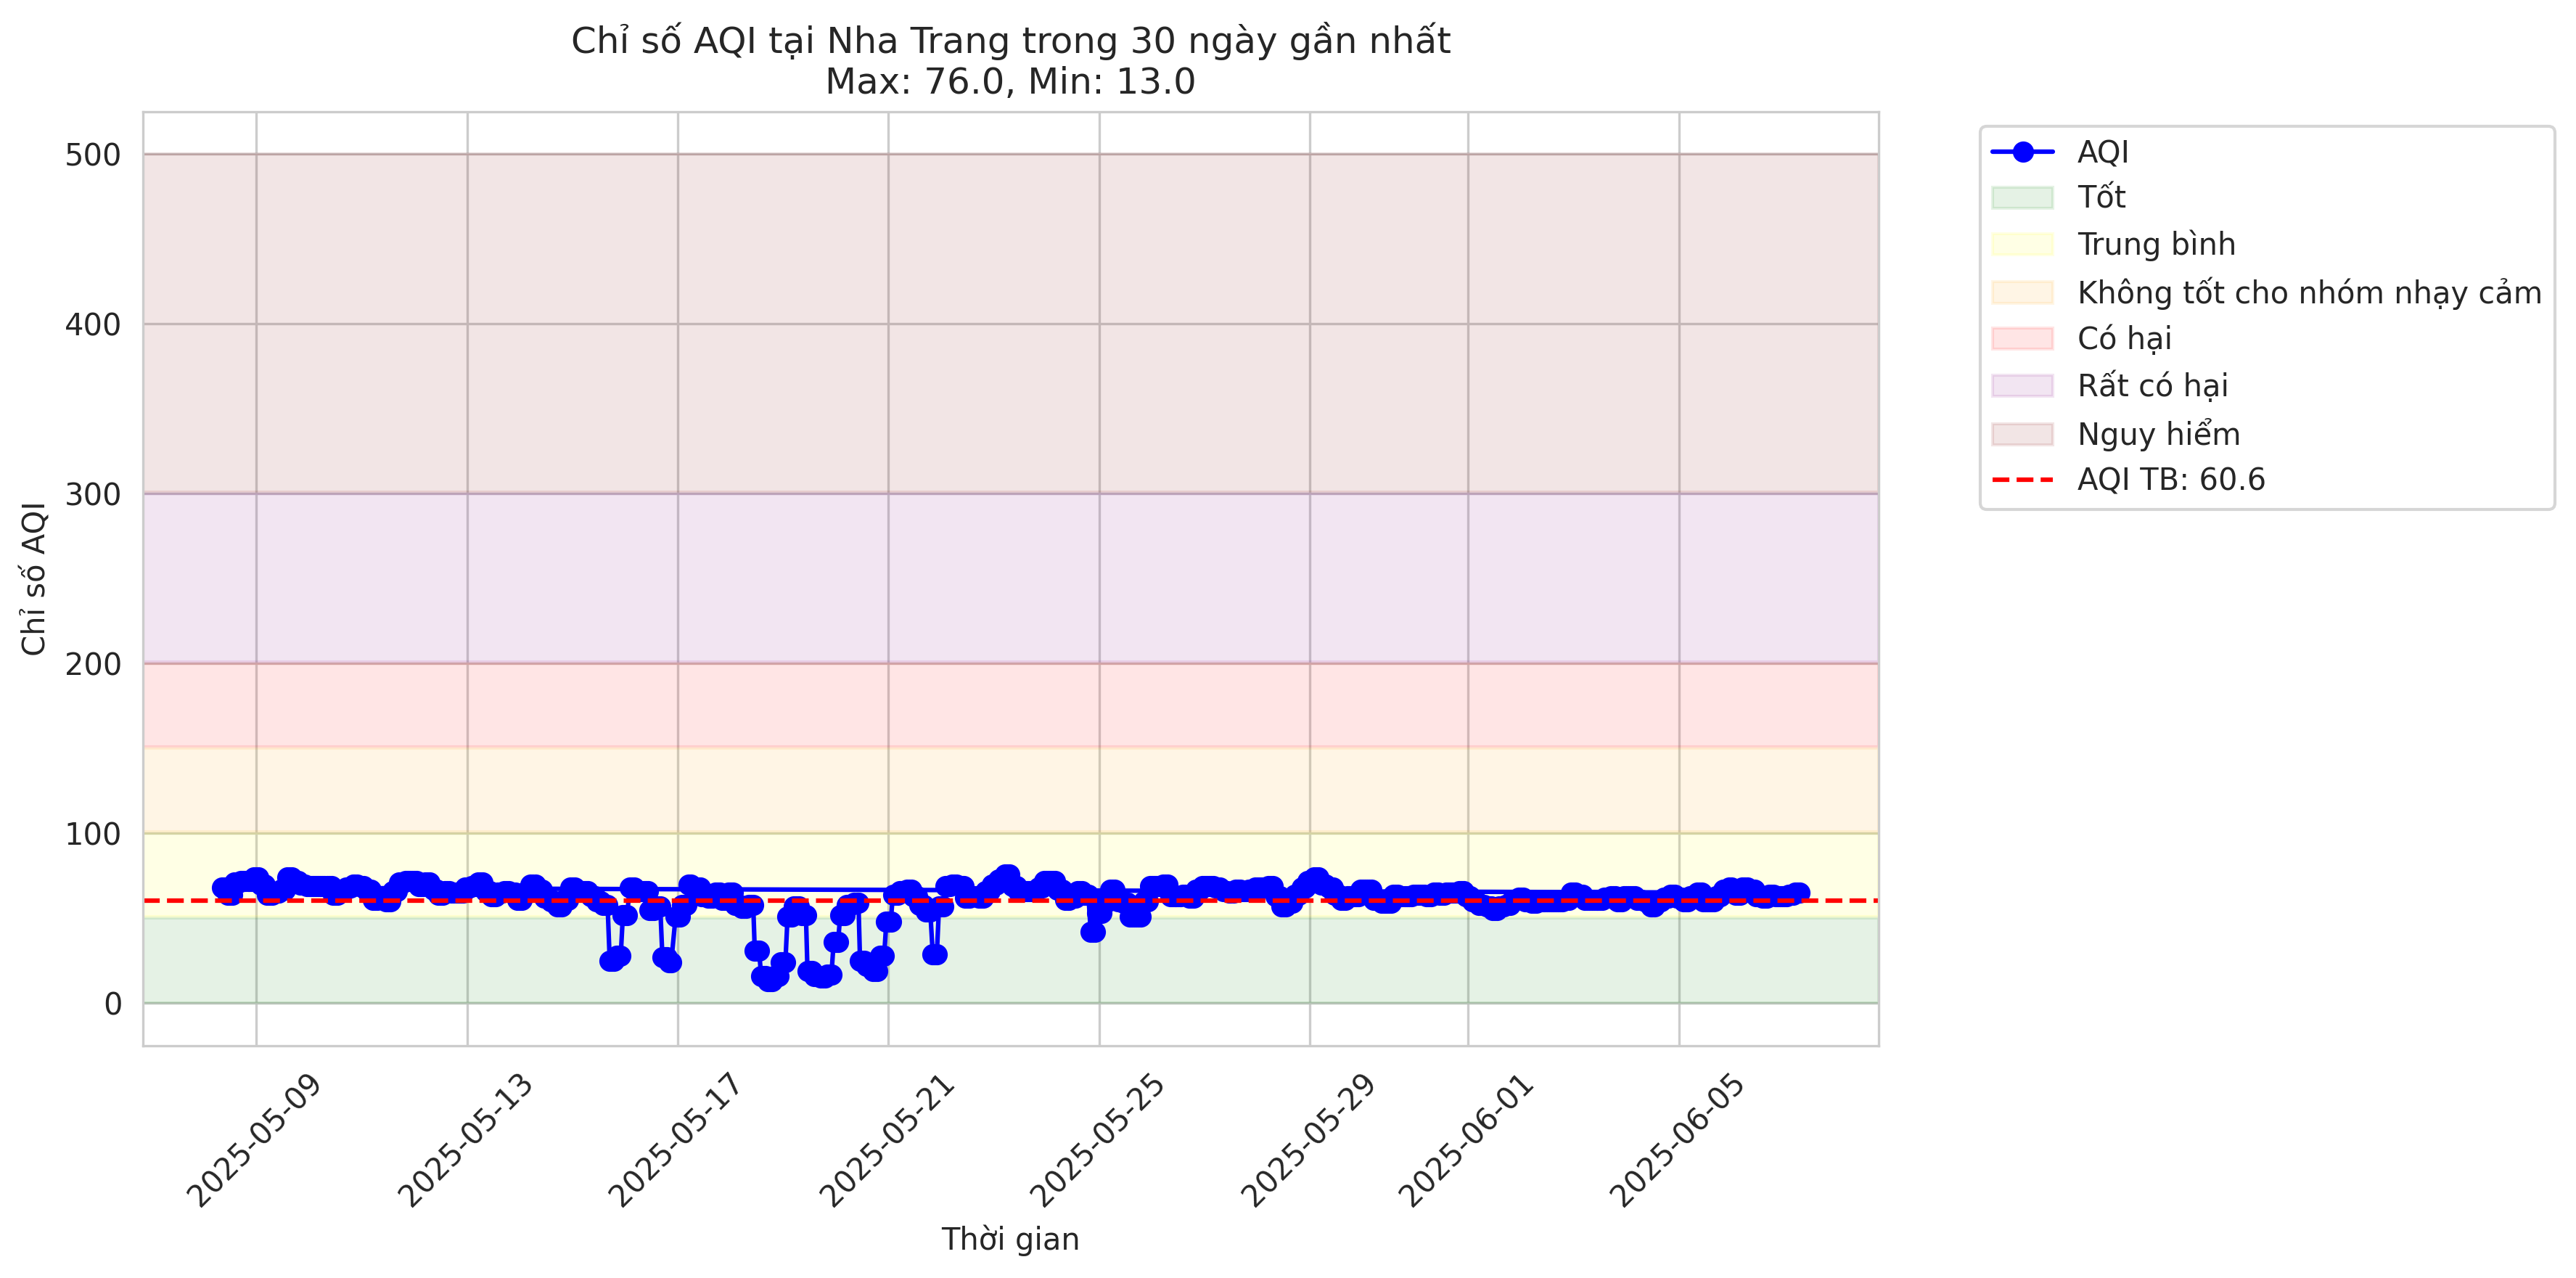 Chỉ số AQI tại Nha Trang trong 30 ngày gần nhất
Max: 76.0, Min: 13.0
Chỉ số AQI
500
400
300
200
100
0
2025-05-09
2025-05-13
2025-05-17
2025-05-21
2025-05-25
2025-05-29
2025-06-01
2025-06-05
Thời gian
AQI
Tốt
Trung bình
Không tốt cho nhóm nhạy cảm
Có hại
Rất có hại
Nguy hiểm
AQI TB: 60.6